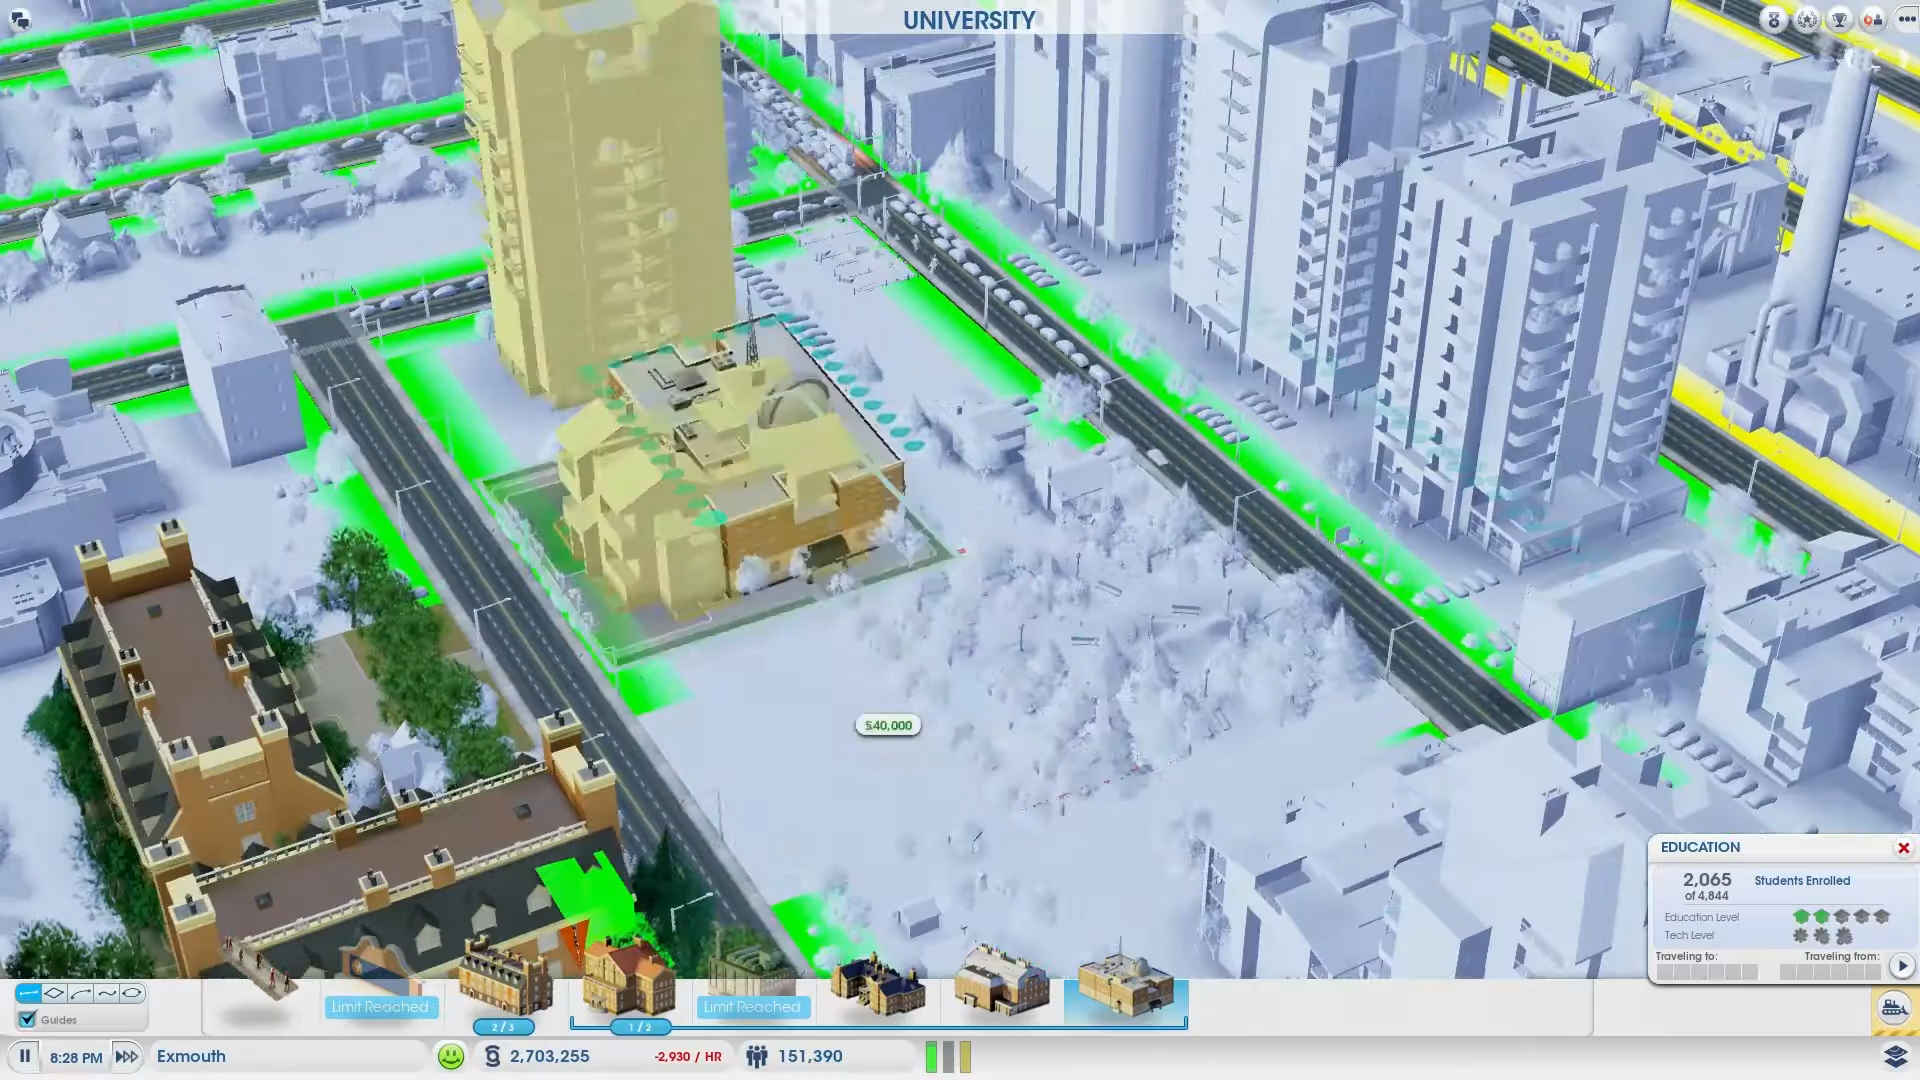 UNIVERSITY
§40,000
EDUCATION
2,065
of 4,844
Students Enrolled
Education Level
Tech Level
Traveling to:
Traveling from:
Limit Reached
Limit Reached
2 / 3
1 / 2
Guides
8:28 PM
Exmouth
2,703,255
-2,930 / HR
151,390